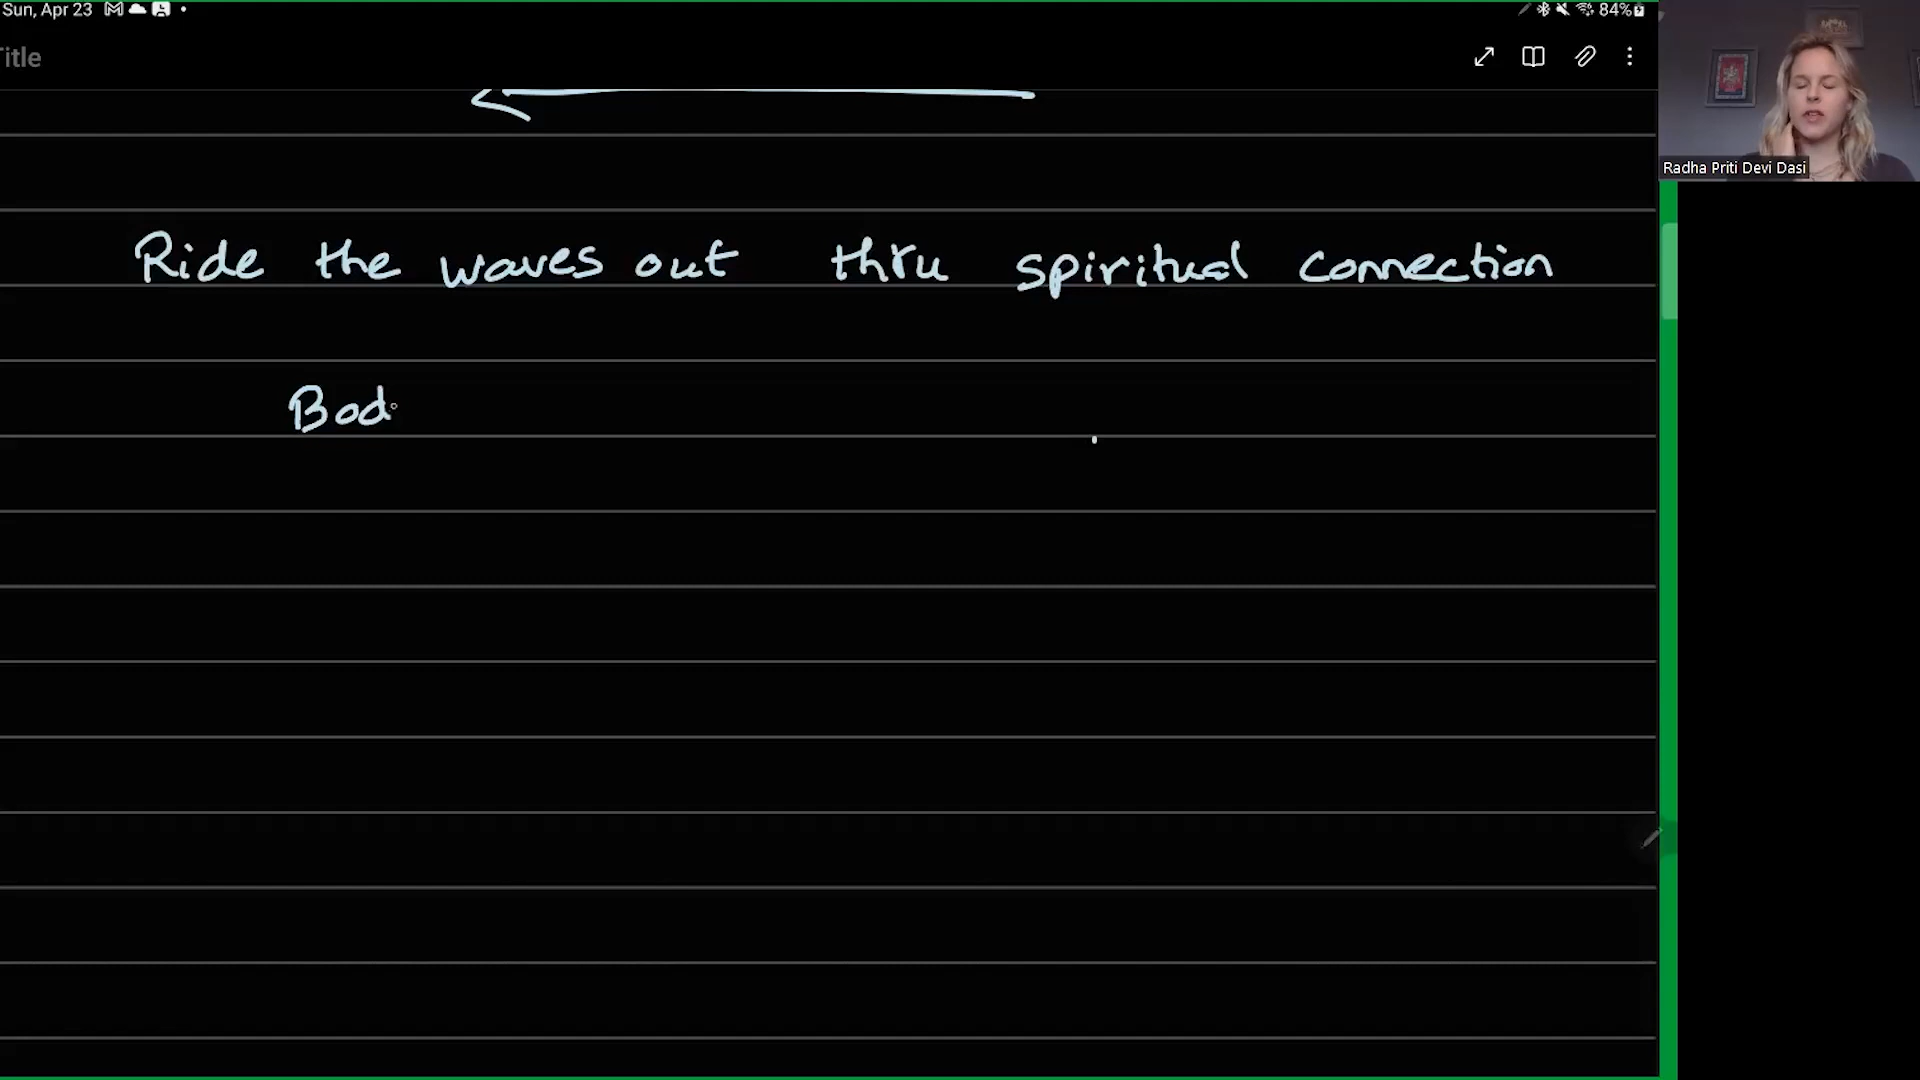 Sun, Apr 23 84%
Title
Radha Priti Devi Dasi
Ride the waves out thru spiritual connection
Bod